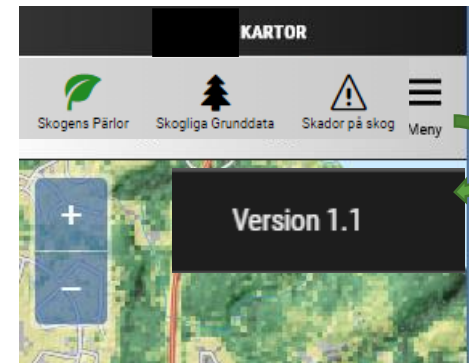 KARTOR
Skogens Pärlor
Skogliga Grunddata
Skador på skog
Meny
+
Version 1.1
−